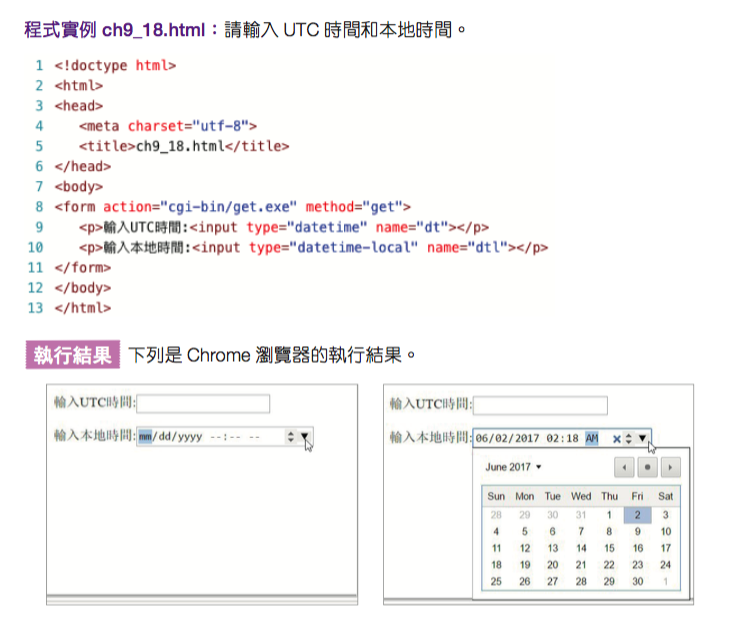 程式實例 ch9_18.html：請輸入 UTC 時間和本地時間。
1 <!doctype html>
2 <html>
3 <head>
4 <meta charset="utf-8">
5 <title>ch9_18.html</title>
6 </head>
7 <body>
8 <form action="cgi-bin/get.exe" method="get">
9 <p>輸入UTC時間:<input type="datetime" name="dt"></p>
10 <p>輸入本地時間:<input type="datetime-local" name="dtl"></p>
11 </form>
12 </body>
13 </html>
執行結果 下列是 Chrome 瀏覽器的執行結果。
輸入UTC時間:
輸入本地時間: mm/dd/yyyy --:-- --
輸入UTC時間:
輸入本地時間: 06/02/2017 02:18 AM
June 2017
Sun Mon Tue Wed Thu Fri Sat
28 29 30 31 1 2 3
4 5 6 7 8 9 10
11 12 13 14 15 16 17
18 19 20 21 22 23 24
25 26 27 28 29 30 1